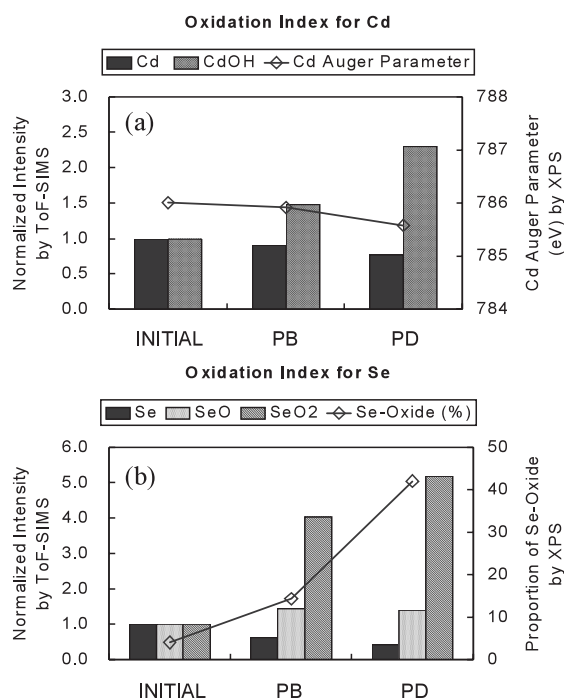 Oxidation Index for Cd
Cd CdOH Cd Auger Parameter
(a)
3.0
2.5
2.0
1.5
1.0
0.5
0.0
Normalized Intensity
by ToF-SIMS
788
787
786
785
784
Cd Auger Parameter
(eV) by XPS
INITIAL PB PD
Oxidation Index for Se
Se SeO SeO2 Se-Oxide (%)
(b)
6.0
5.0
4.0
3.0
2.0
1.0
0.0
Normalized Intensity
by ToF-SIMS
50
40
30
20
10
0
Proportion of Se-Oxide
by XPS
INITIAL PB PD